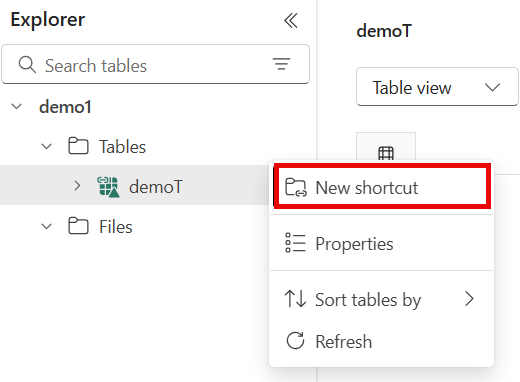 Explorer
Search tables
demo1
Tables
demoT
Files
demoT
Table view
New shortcut
Properties
Sort tables by
Refresh